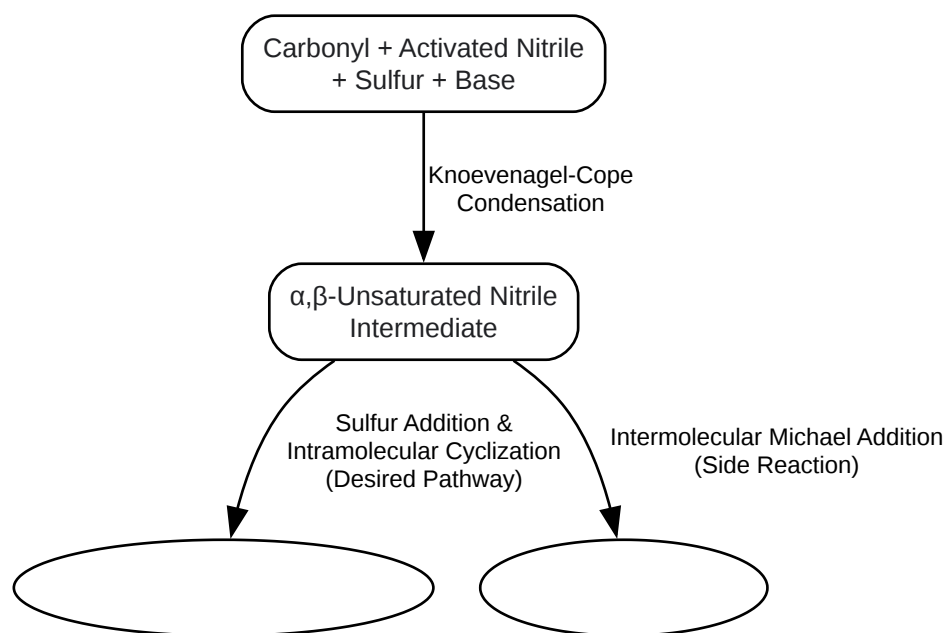 Carbonyl + Activated Nitrile
+ Sulfur + Base
Knoevenagel-Cope
Condensation
α,β-Unsaturated Nitrile
Intermediate
Sulfur Addition &
Intramolecular Cyclization
(Desired Pathway)
Intermolecular Michael Addition
(Side Reaction)